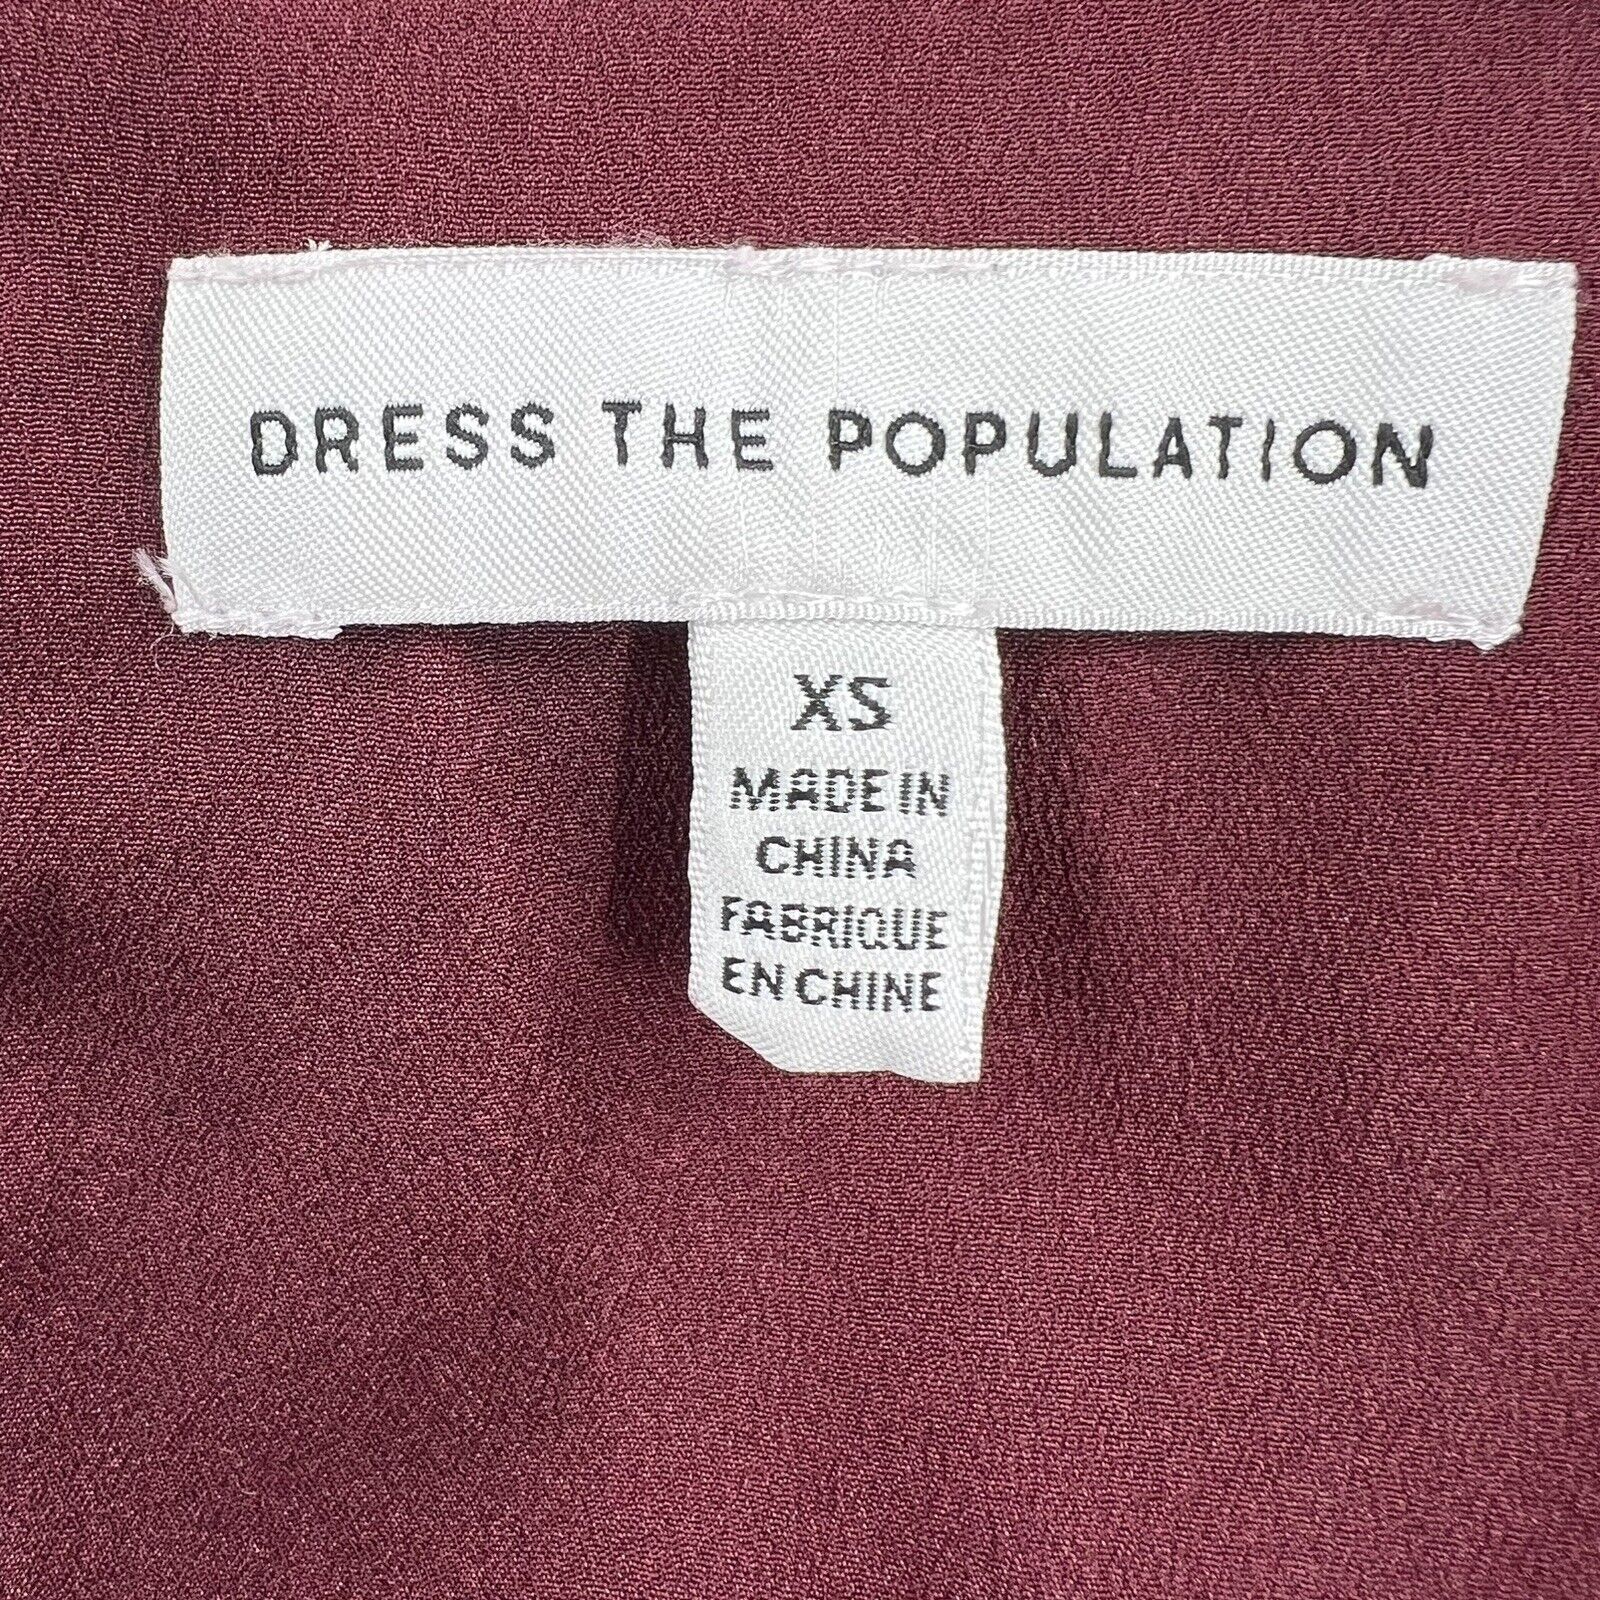 DRESS THE POPULATION
XS
MADE IN
CHINA
FABRIQUE
EN CHINE